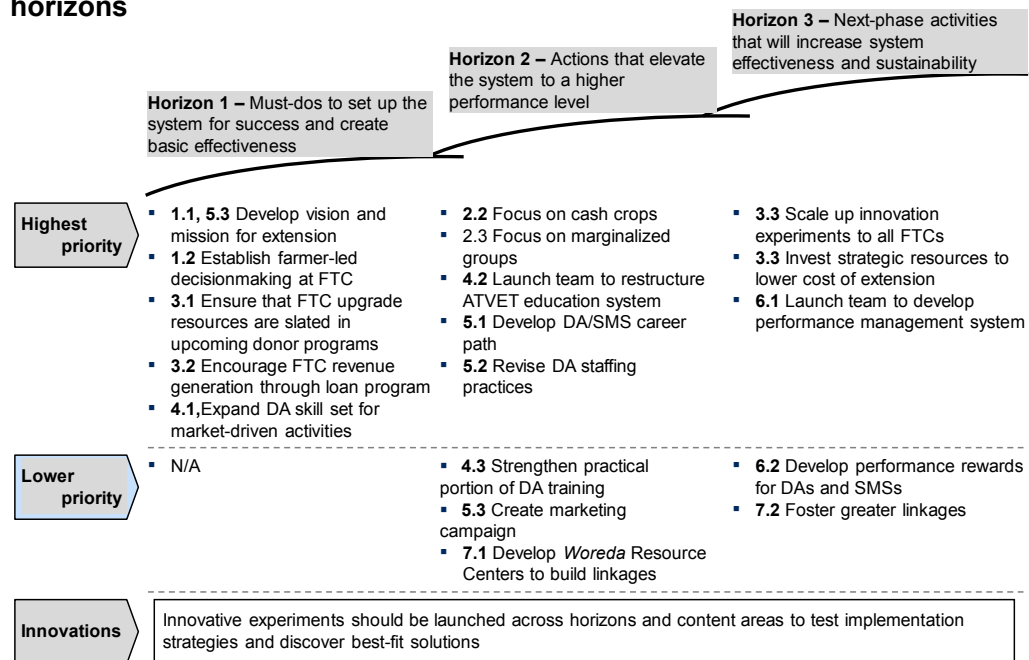 horizons
Horizon 1 – Must-dos to set up the
system for success and create
basic effectiveness
Horizon 2 – Actions that elevate
the system to a higher
performance level
Horizon 3 – Next-phase activities
that will increase system
effectiveness and sustainability
Highest
priority
▪ 1.1, 5.3 Develop vision and
mission for extension
▪ 1.2 Establish farmer-led
decisionmaking at FTC
▪ 3.1 Ensure that FTC upgrade
resources are slated in
upcoming donor programs
▪ 3.2 Encourage FTC revenue
generation through loan program
▪ 4.1,Expand DA skill set for
market-driven activities
▪ 2.2 Focus on cash crops
▪ 2.3 Focus on marginalized
groups
▪ 4.2 Launch team to restructure
ATVET education system
▪ 5.1 Develop DA/SMS career
path
▪ 5.2 Revise DA staffing
practices
▪ 3.3 Scale up innovation
experiments to all FTCs
▪ 3.3 Invest strategic resources to
lower cost of extension
▪ 6.1 Launch team to develop
performance management system
Lower
priority
▪ N/A
▪ 4.3 Strengthen practical
portion of DA training
▪ 5.3 Create marketing
campaign
▪ 7.1 Develop Woreda Resource
Centers to build linkages
▪ 6.2 Develop performance rewards
for DAs and SMSs
▪ 7.2 Foster greater linkages
Innovations
Innovative experiments should be launched across horizons and content areas to test implementation
strategies and discover best-fit solutions